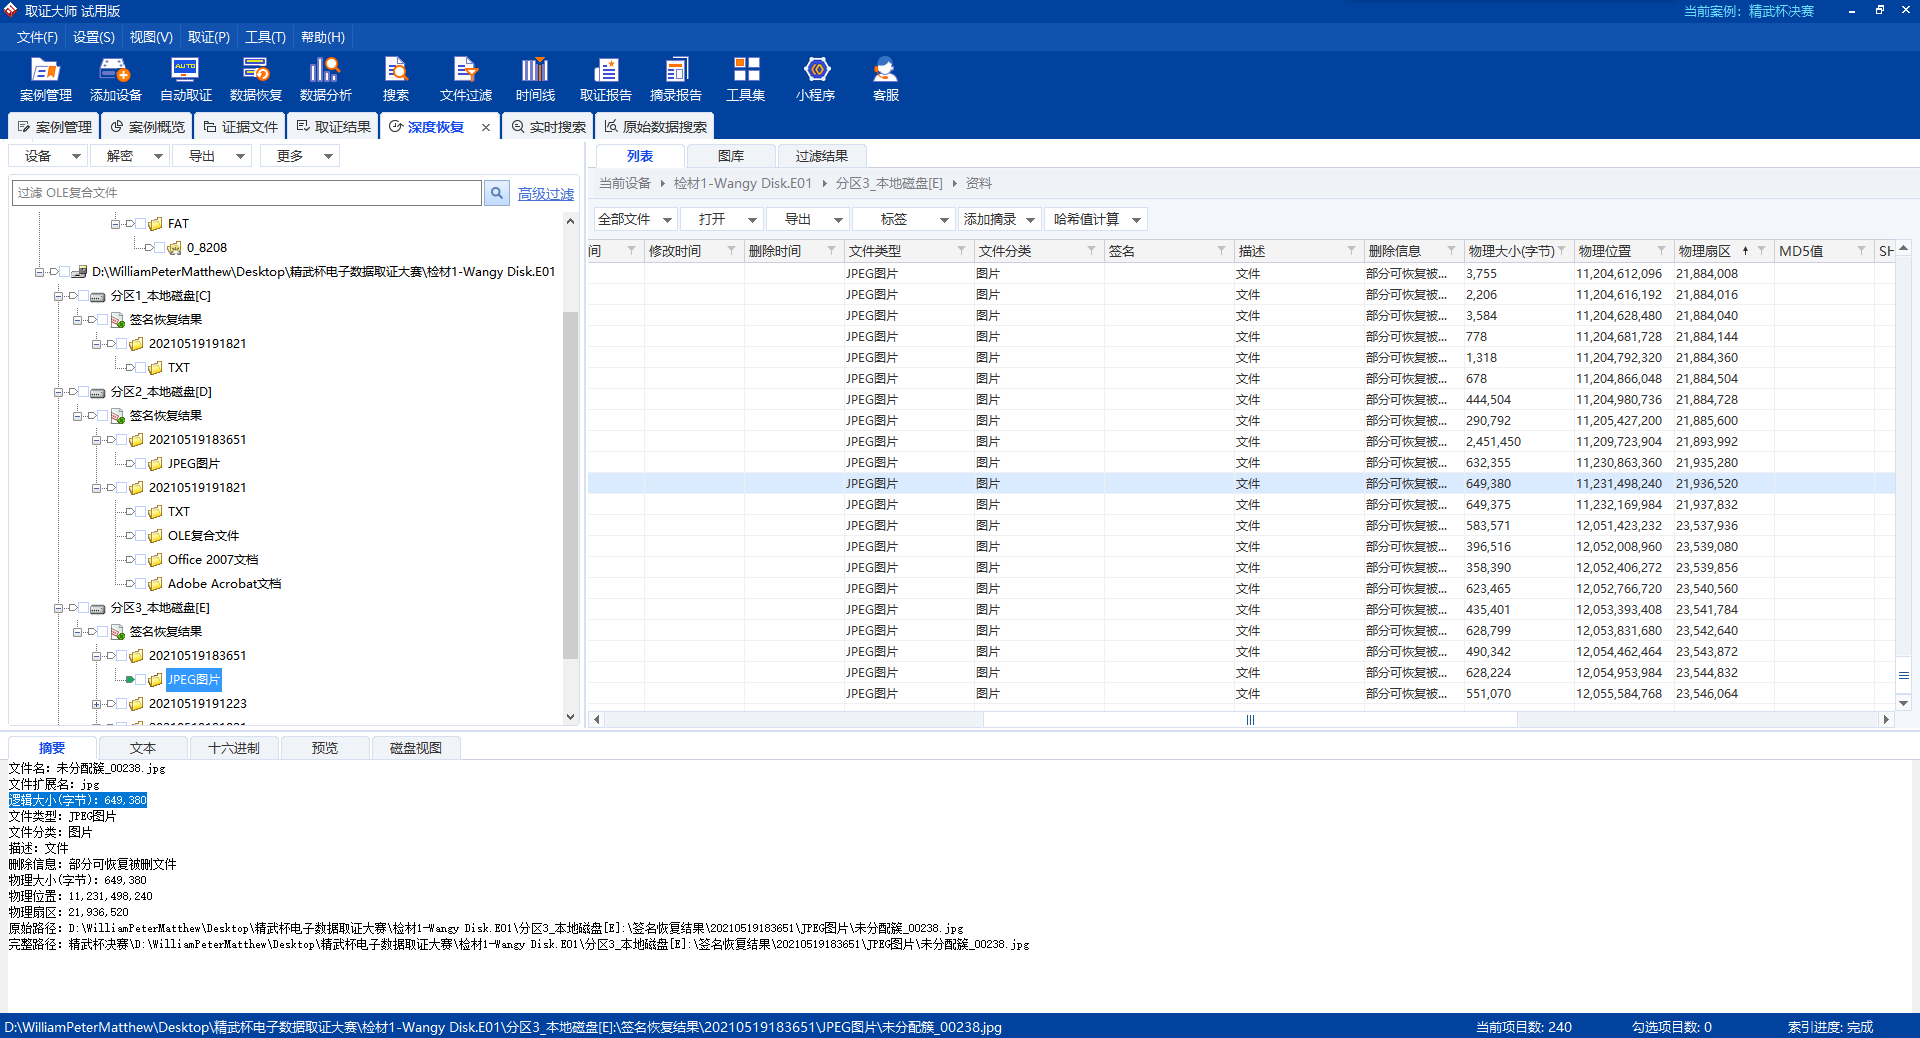 取证大师 试用版
当前案例：精武杯决赛
文件(F) 设置(S) 视图(V) 取证(P) 工具(T) 帮助(H)
案例管理 添加设备 自动取证 数据恢复 数据分析 搜索 文件过滤 时间线 取证报告 摘录报告 工具集 小程序 客服
案例管理 案例概览 证据文件 取证结果 深度恢复 实时搜索 原始数据搜索
设备 解密 导出 更多
过滤 OLE复合文件
高级过滤
FAT
0_8208
D:\WilliamPeterMatthew\Desktop\精武杯电子数据取证大赛\检材1-Wangy Disk.E01
分区1_本地磁盘[C]
签名恢复结果
20210519191821
TXT
分区2_本地磁盘[D]
签名恢复结果
20210519183651
JPEG图片
20210519191821
TXT
OLE复合文件
Office 2007文档
Adobe Acrobat文档
分区3_本地磁盘[E]
签名恢复结果
20210519183651
JPEG图片
20210519191223
列表 图库 过滤结果
当前设备 检材1-Wangy Disk.E01 分区3_本地磁盘[E] 资料
全部文件 打开 导出 标签 添加摘录 哈希值计算
间 修改时间 删除时间 文件类型 文件分类 签名 描述 删除信息 物理大小(字节) 物理位置 物理扇区 MD5值 SH
JPEG图片 图片 文件 部分可恢复被... 3,755 11,204,612,096 21,884,008
JPEG图片 图片 文件 部分可恢复被... 2,206 11,204,616,192 21,884,016
JPEG图片 图片 文件 部分可恢复被... 3,584 11,204,628,480 21,884,040
JPEG图片 图片 文件 部分可恢复被... 778 11,204,681,728 21,884,144
JPEG图片 图片 文件 部分可恢复被... 1,318 11,204,792,320 21,884,360
JPEG图片 图片 文件 部分可恢复被... 678 11,204,866,048 21,884,504
JPEG图片 图片 文件 部分可恢复被... 444,504 11,204,980,736 21,884,728
JPEG图片 图片 文件 部分可恢复被... 290,792 11,205,427,200 21,885,600
JPEG图片 图片 文件 部分可恢复被... 2,451,450 11,209,723,904 21,893,992
JPEG图片 图片 文件 部分可恢复被... 632,355 11,230,863,360 21,935,280
JPEG图片 图片 文件 部分可恢复被... 649,380 11,231,498,240 21,936,520
JPEG图片 图片 文件 部分可恢复被... 649,375 11,232,169,984 21,937,832
JPEG图片 图片 文件 部分可恢复被... 583,571 12,051,423,232 23,537,936
JPEG图片 图片 文件 部分可恢复被... 396,516 12,052,008,960 23,539,080
JPEG图片 图片 文件 部分可恢复被... 358,390 12,052,406,272 23,539,856
JPEG图片 图片 文件 部分可恢复被... 623,465 12,052,766,720 23,540,560
JPEG图片 图片 文件 部分可恢复被... 435,401 12,053,393,408 23,541,784
JPEG图片 图片 文件 部分可恢复被... 628,799 12,053,831,680 23,542,640
JPEG图片 图片 文件 部分可恢复被... 490,342 12,054,462,464 23,543,872
JPEG图片 图片 文件 部分可恢复被... 628,224 12,054,953,984 23,544,832
JPEG图片 图片 文件 部分可恢复被... 551,070 12,055,584,768 23,546,064
摘要 文本 十六进制 预览 磁盘视图
文件名：未分配簇_00238.jpg
文件扩展名：jpg
逻辑大小(字节)：649,380
文件类型：JPEG图片
文件分类：图片
描述：文件
删除信息：部分可恢复被删文件
物理大小(字节)：649,380
物理位置：11,231,498,240
物理扇区：21,936,520
原始路径：D:\WilliamPeterMatthew\Desktop\精武杯电子数据取证大赛\检材1-Wangy Disk.E01\分区3_本地磁盘[E]:\签名恢复结果\20210519183651\JPEG图片\未分配簇_00238.jpg
完整路径：精武杯决赛\D:\WilliamPeterMatthew\Desktop\精武杯电子数据取证大赛\检材1-Wangy Disk.E01\分区3_本地磁盘[E]:\签名恢复结果\20210519183651\JPEG图片\未分配簇_00238.jpg
D:\WilliamPeterMatthew\Desktop\精武杯电子数据取证大赛\检材1-Wangy Disk.E01\分区3_本地磁盘[E]:\签名恢复结果\20210519183651\JPEG图片\未分配簇_00238.jpg
当前项目数: 240 勾选项目数: 0 索引进度: 完成